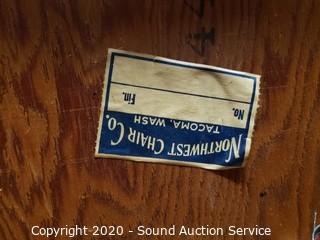 NORTHWEST CHAIR CO.
TACOMA, WASH
No. Fin.
Copyright 2020 - Sound Auction Service